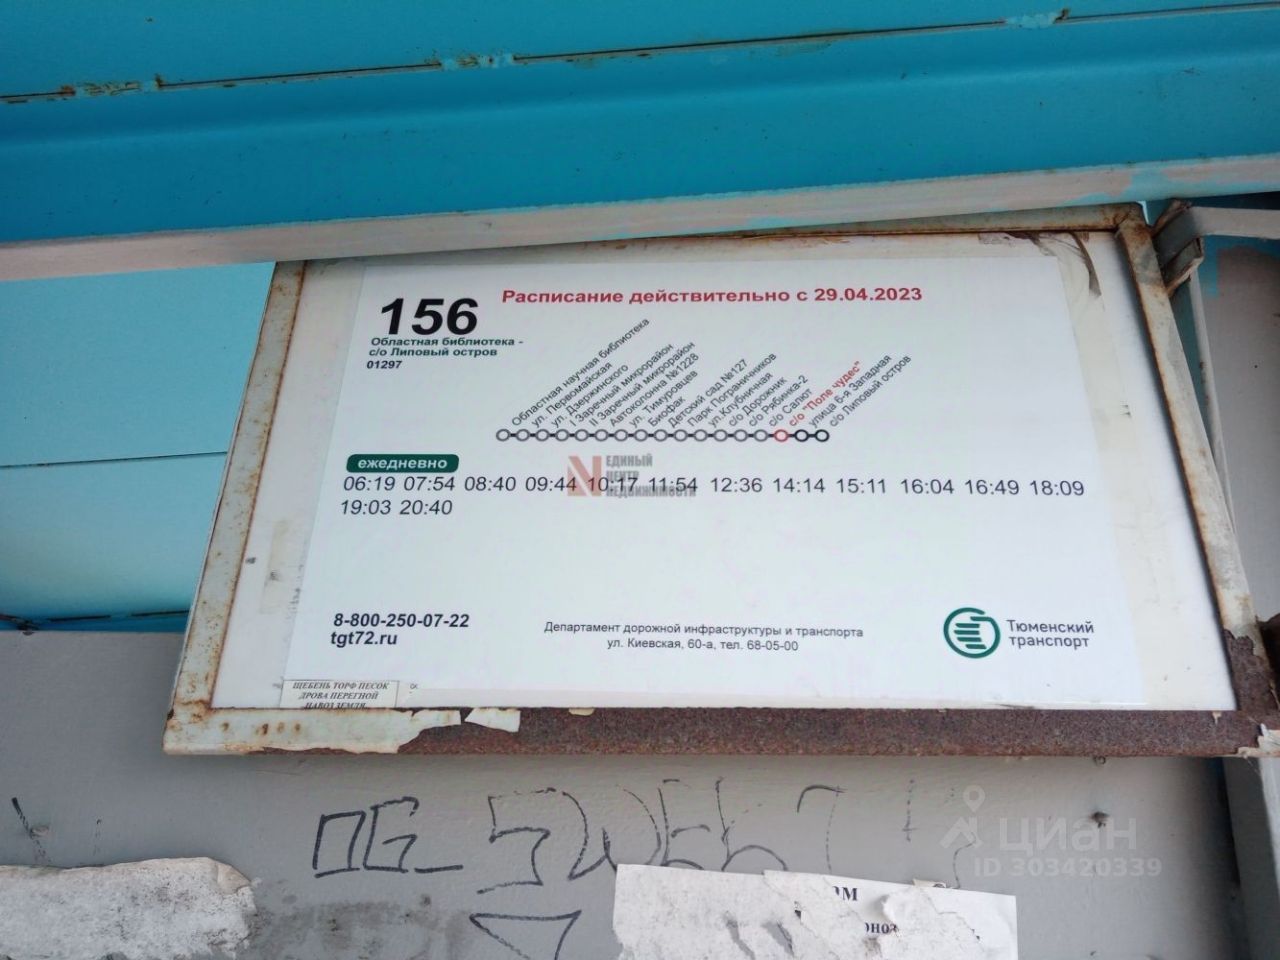 156
Расписание действительно с 29.04.2023
Областная библиотека -
с/о Липовый остров
01297
Областная научная библиотека
ул. Первомайская
ул. Дзержинского
I Заречный микрорайон
II Заречный микрорайон
Автоколонна №1228
ул. Тимуровцев
Биофак
Детский сад №127
Парк Пограничников
ул.Клубничная
с/о Дорожник
с/о Рябинка-2
с/о Салют
с/о "Поле чудес"
улица 6-я Западная
с/о Липовый остров
ежедневно
ЕДИНЫЙ
ЦЕНТР
НЕДВИЖИМОСТИ
06:19 07:54 08:40 09:44 10:17 11:54 12:36 14:14 15:11 16:04 16:49 18:09
19:03 20:40
8-800-250-07-22
tgt72.ru
Департамент дорожной инфраструктуры и транспорта
ул. Киевская, 60-а, тел. 68-05-00
Тюменский
транспорт
ЩЕБЕНЬ ТОРФ ПЕСОК
ДРОВА ПЕРЕГНОЙ
НАВОЗ ЗЕМЛЯ
циан
ID 303420339